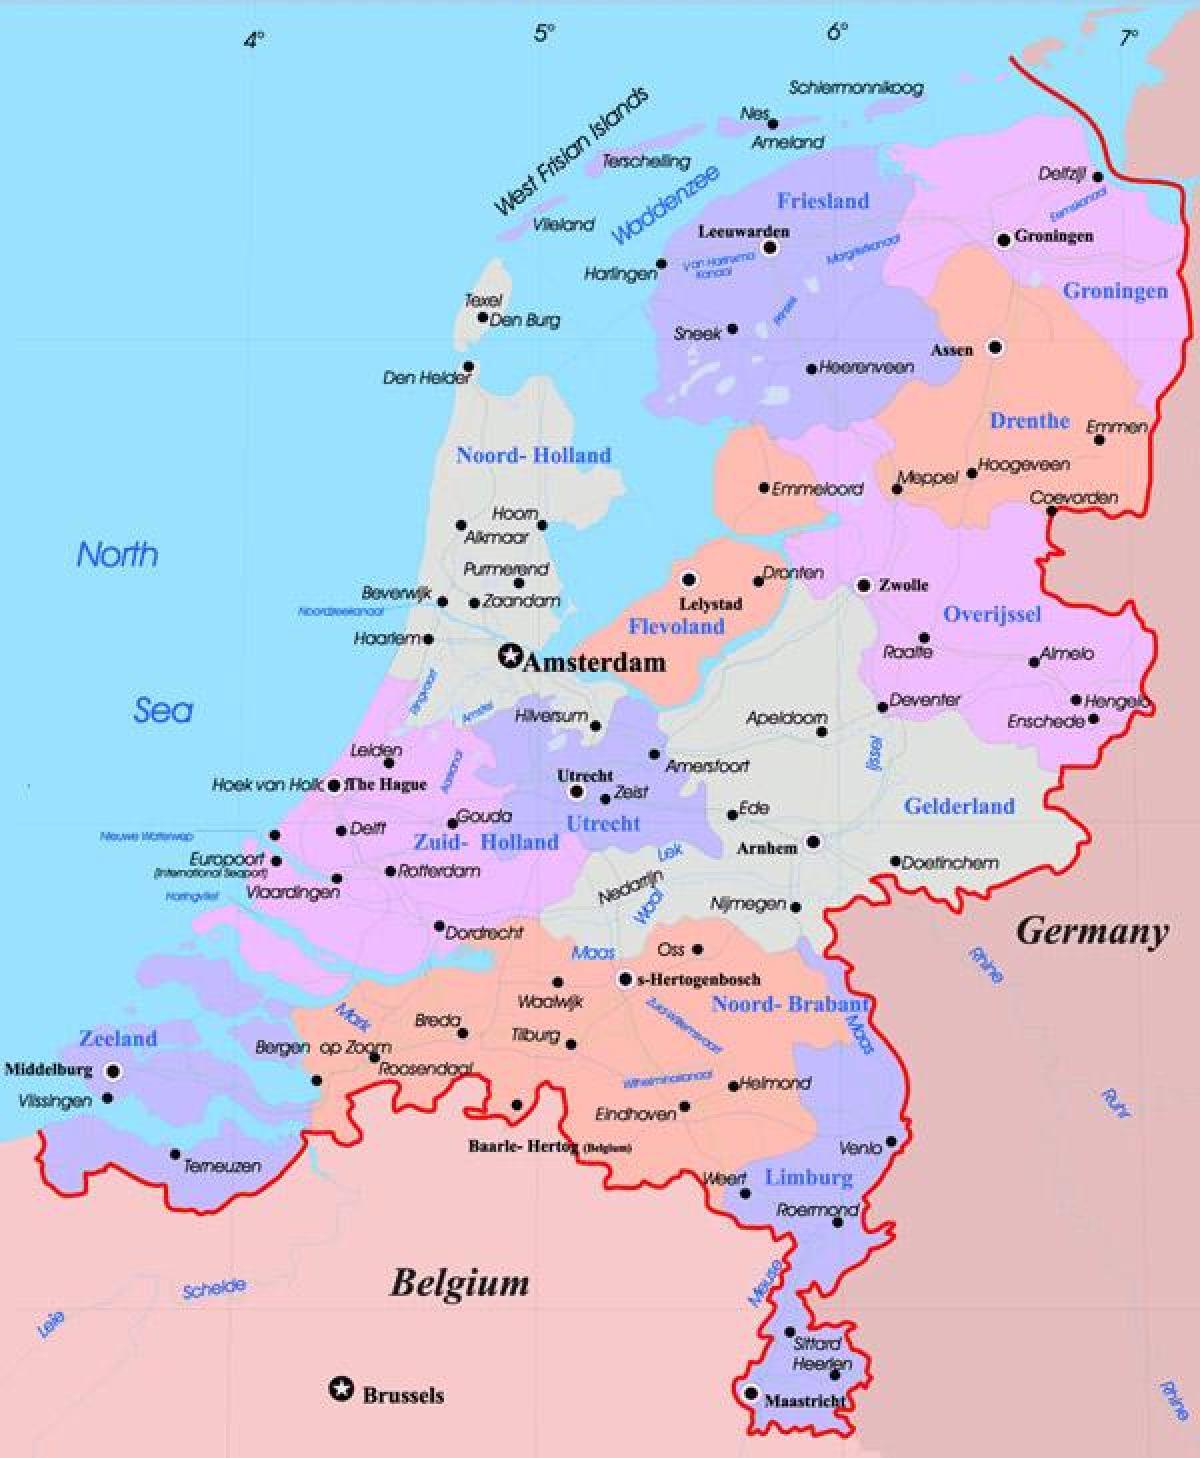 4°
5°
6°
7°
West Frisian Islands
Schiermonnikoog
Nes
Ameland
Terschelling
Waddenzee
Vlieland
Friesland
Delfzijl
Eemskanaal
Leeuwarden
Groningen
Groningen
Harlingen
Van Harinxma
Kanaal
Margrietkanaal
Texel
Den Burg
Sneek
Heerenveen
Assen
Den Helder
Drenthe
Emmen
Noord- Holland
Hoogeveen
Meppel
Emmeloord
Coevorden
Hoorn
Alkmaar
North
Sea
Purmerend
Beverwijk
Zaandam
Noordzeekanaal
Haarlem
Amsterdam
Dronten
Lelystad
Flevoland
Zwolle
Overijssel
Raalte
Almelo
Ringvaart
Amstel
Hilversum
Apeldoorn
Deventer
Hengelo
Enschede
Ijssel
Leiden
Amersfoort
Hoek van Holl
The Hague
Utrecht
Zeist
Utrecht
Gouda
Delft
Zuid- Holland
Ede
Gelderland
Arnhem
Doetinchem
Nieuwe Waterwep
Europoort
(International Seaport)
Haringvliet
Vlaardingen
Rotterdam
Lek
Nedarrijn
Waal
Nijmegen
Germany
Dordrecht
Maas
Oss
s-Hertogenbosch
Rhine
Waalwijk
Noord- Brabant
Mark
Breda
Tilburg
Maas
Zeeland
Bergen op Zoom
Roosendaal
Middelburg
Vlissingen
Wilhelminakanaal
Helmond
Eindhoven
Ruhr
Baarle- Hertog (Belgium)
Venlo
Terneuzen
Weert
Limburg
Roermond
Belgium
Schelde
Leie
Meuse
Sittard
Heerlen
Maastricht
Brussels
Rhine